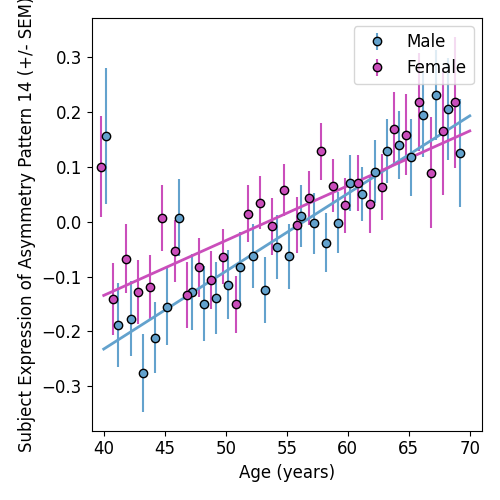 Subject Expression of Asymmetry Pattern 14 (+/- SEM)
0.3
0.2
0.1
0.0
−0.1
−0.2
−0.3
Male
Female
40 45 50 55 60 65 70
Age (years)